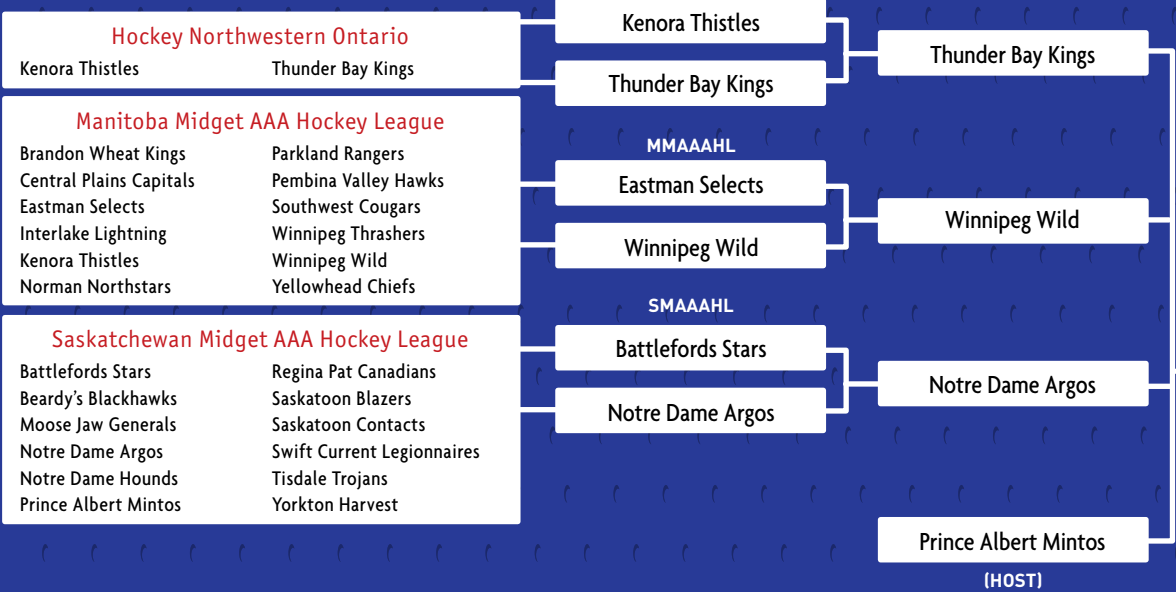 Hockey Northwestern Ontario
Kenora Thistles Thunder Bay Kings
Manitoba Midget AAA Hockey League
Brandon Wheat Kings Parkland Rangers
Central Plains Capitals Pembina Valley Hawks
Eastman Selects Southwest Cougars
Interlake Lightning Winnipeg Thrashers
Kenora Thistles Winnipeg Wild
Norman Northstars Yellowhead Chiefs
Saskatchewan Midget AAA Hockey League
Battlefords Stars Regina Pat Canadians
Beardy's Blackhawks Saskatoon Blazers
Moose Jaw Generals Saskatoon Contacts
Notre Dame Argos Swift Current Legionnaires
Notre Dame Hounds Tisdale Trojans
Prince Albert Mintos Yorkton Harvest
Kenora Thistles
Thunder Bay Kings
MMAAAHL
Eastman Selects
Winnipeg Wild
SMAAAHL
Battlefords Stars
Notre Dame Argos
Thunder Bay Kings
Winnipeg Wild
Notre Dame Argos
Prince Albert Mintos
(HOST)